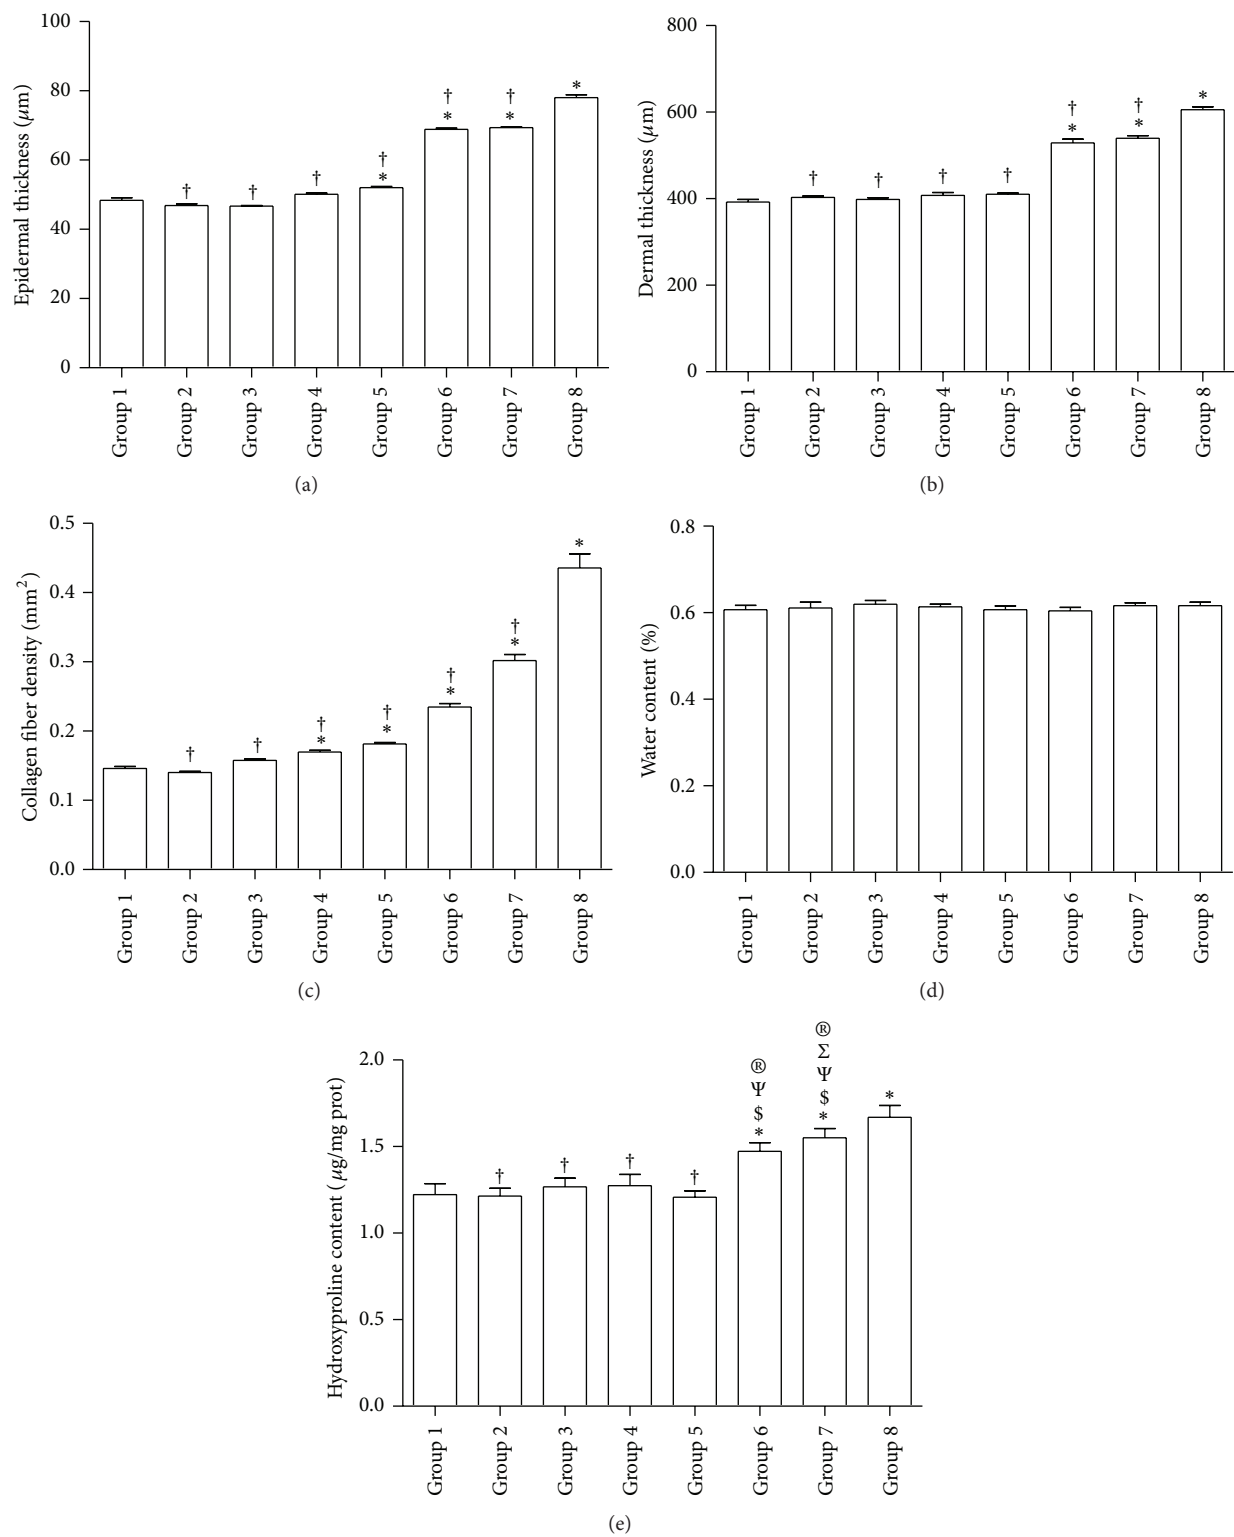 100
80
60
40
20
0
Epidermal thickness (μm)
†
†
†
†
*
†
*
†
*
*
Group 1
Group 2
Group 3
Group 4
Group 5
Group 6
Group 7
Group 8
(a)
800
600
400
200
0
Dermal thickness (μm)
†
†
†
†
†
*
†
*
*
Group 1
Group 2
Group 3
Group 4
Group 5
Group 6
Group 7
Group 8
(b)
0.5
0.4
0.3
0.2
0.1
0.0
Collagen fiber density (mm²)
†
†
†
*
†
*
†
*
†
*
*
Group 1
Group 2
Group 3
Group 4
Group 5
Group 6
Group 7
Group 8
(c)
0.8
0.6
0.4
0.2
0.0
Water content (%)
Group 1
Group 2
Group 3
Group 4
Group 5
Group 6
Group 7
Group 8
(d)
2.0
1.5
1.0
0.5
0.0
Hydroxyproline content (μg/mg prot)
†
†
†
†
®
Ψ
$
*
®
Σ
Ψ
$
*
*
Group 1
Group 2
Group 3
Group 4
Group 5
Group 6
Group 7
Group 8
(e)